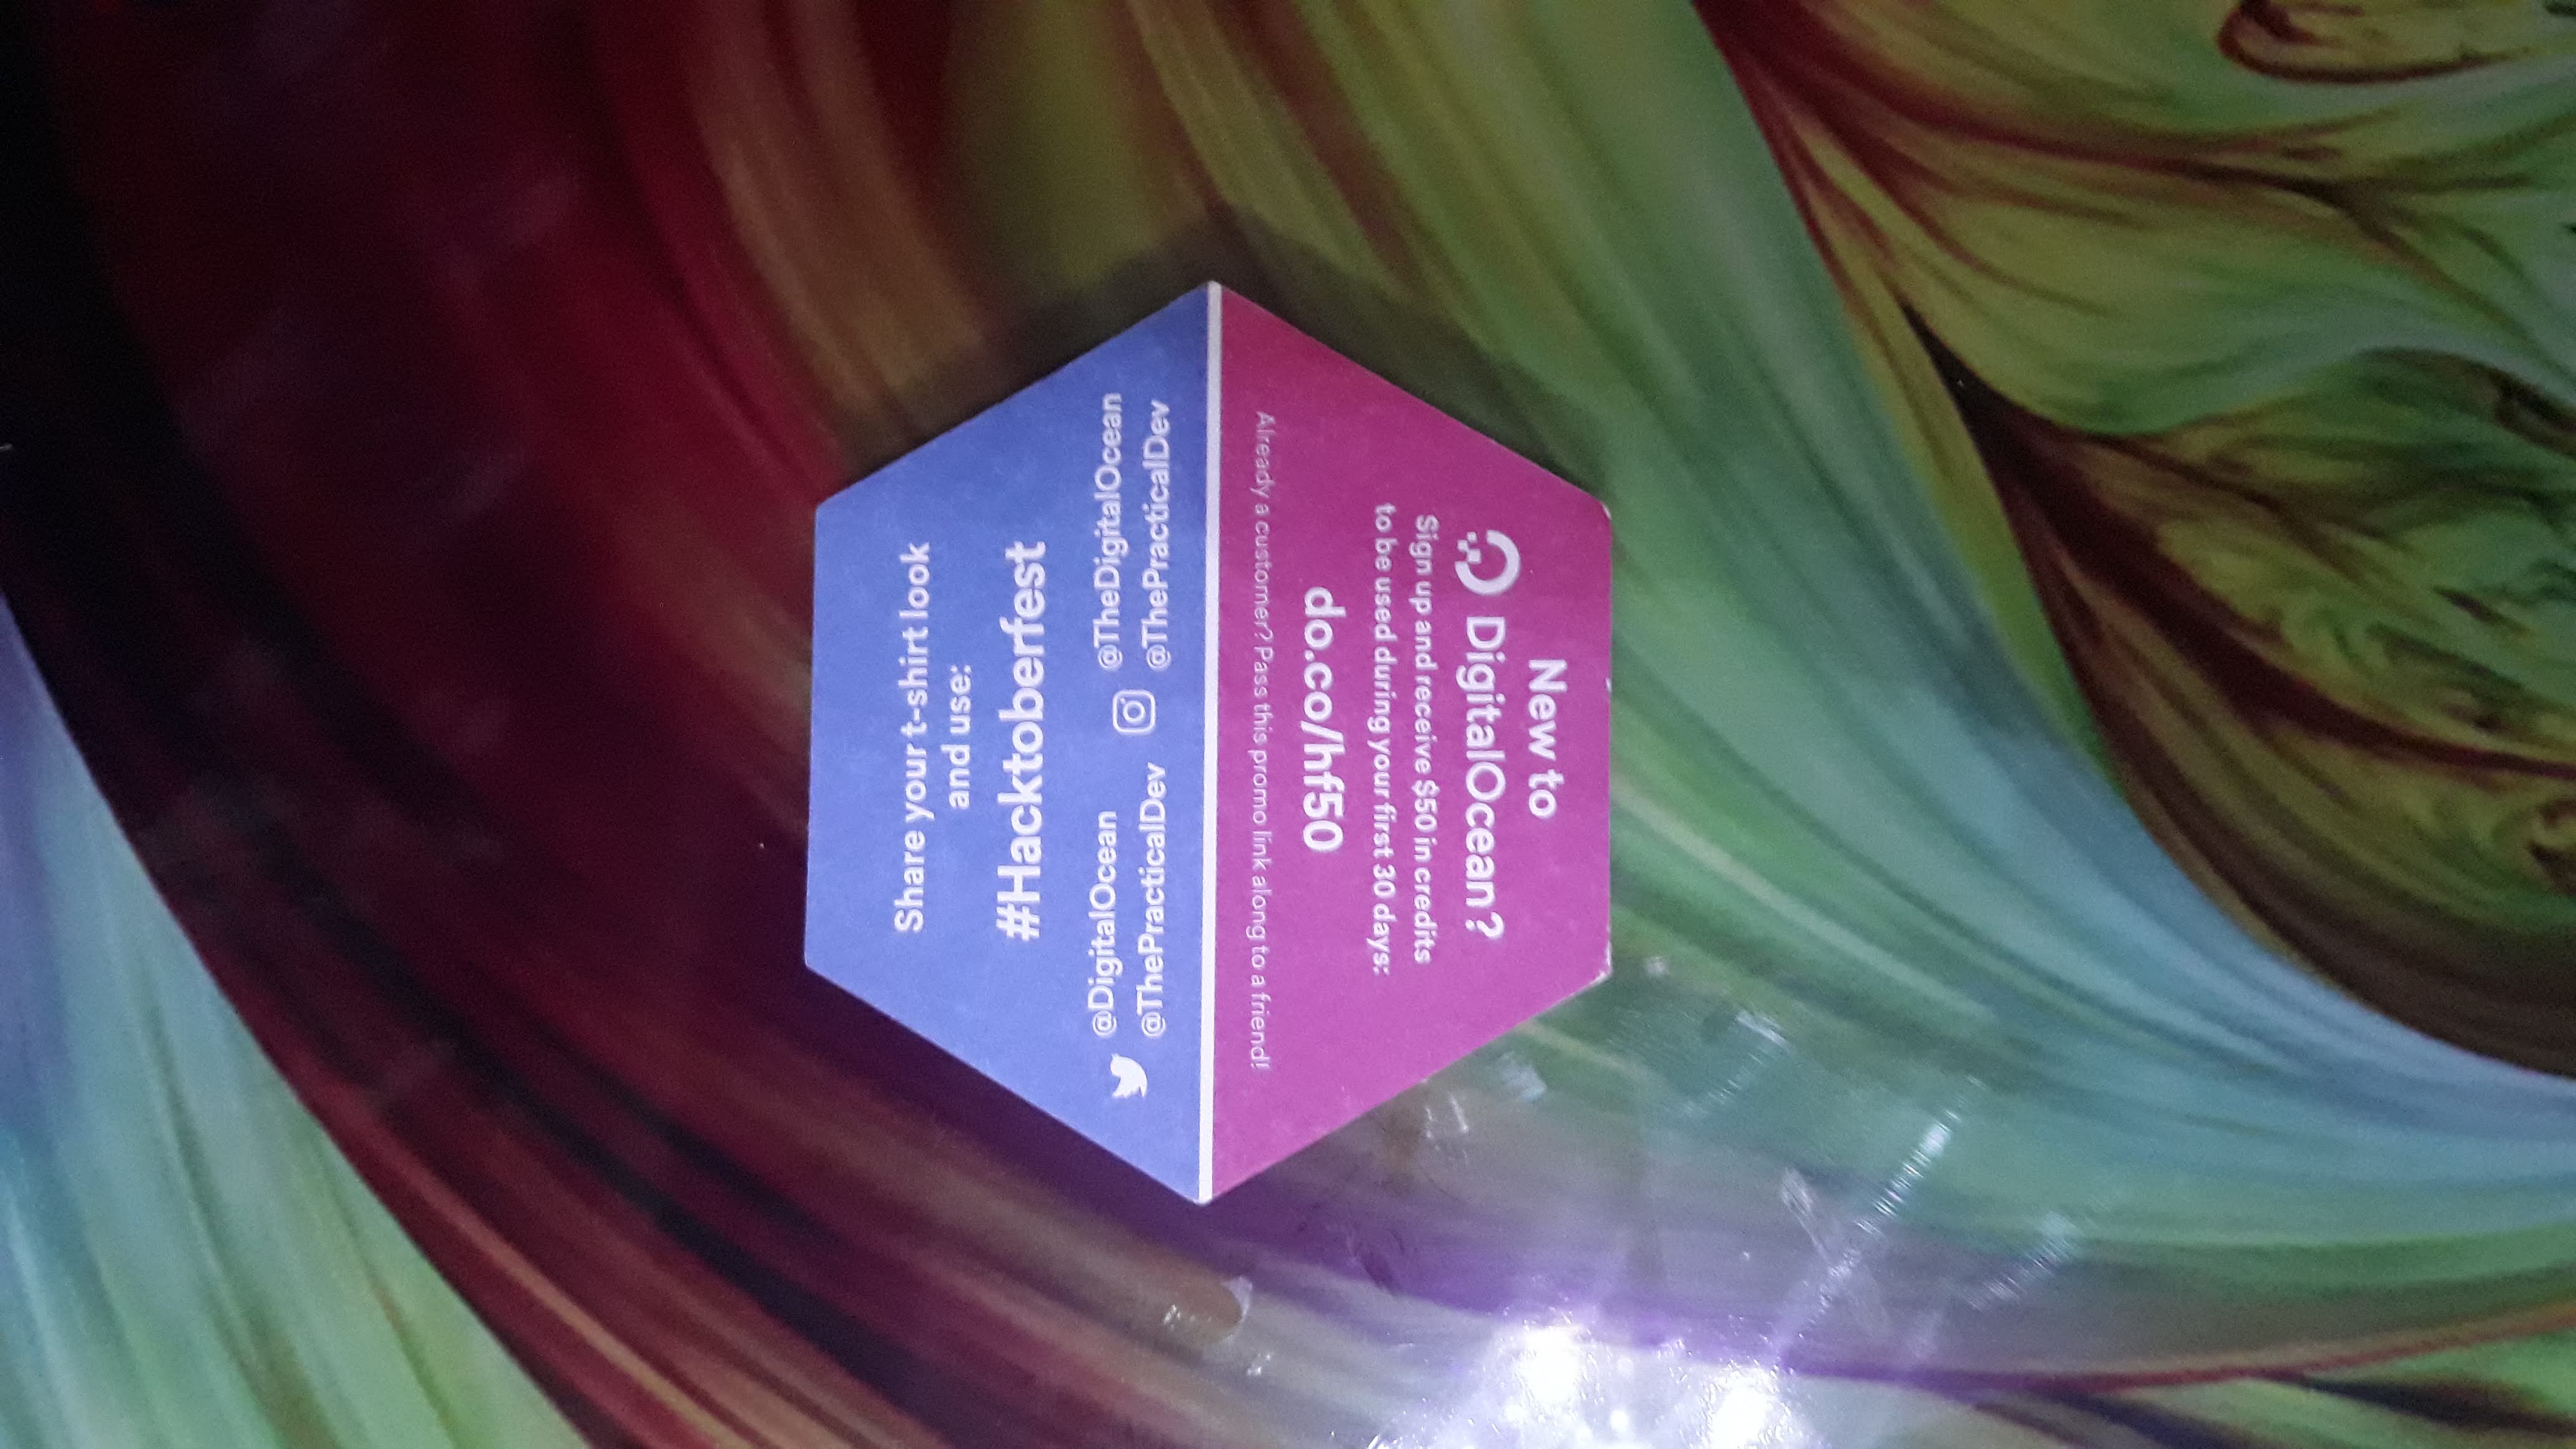 Share your t-shirt look
and use:
#Hacktoberfest
@DigitalOcean
@ThePracticalDev
@TheDigitalOcean
@ThePracticalDev
New to
DigitalOcean?
Sign up and receive $50 in credits
to be used during your first 30 days:
do.co/hf50
Already a customer? Pass this promo link along to a friend!